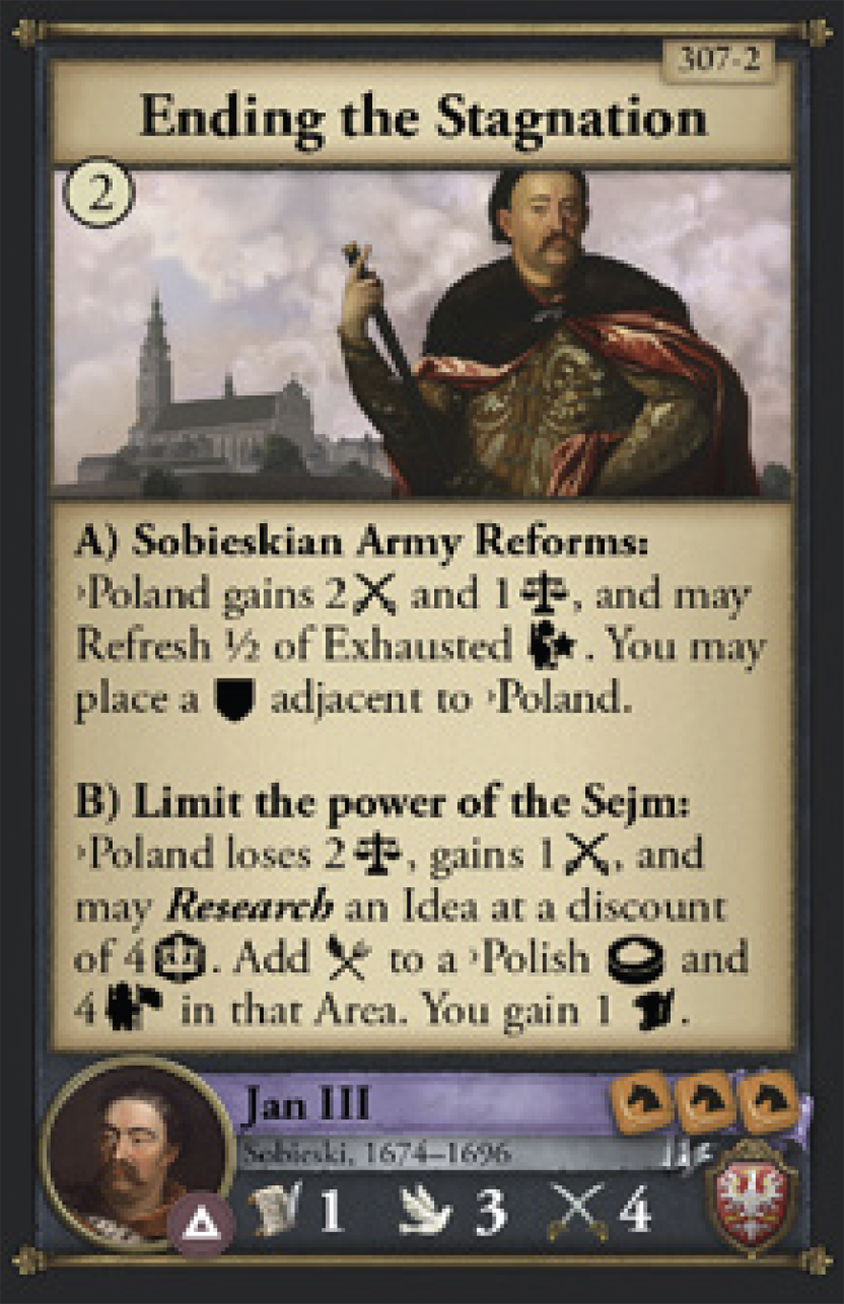 307-2
Ending the Stagnation
2
A) Sobieskian Army Reforms:
›Poland gains 2 and 1 , and may
Refresh ½ of Exhausted . You may
place a adjacent to ›Poland.
B) Limit the power of the Sejm:
›Poland loses 2 , gains 1 , and
may Research an Idea at a discount
of 4 . Add to a ›Polish and
4 in that Area. You gain 1 .
Jan III
Sobieski, 1674–1696
1 3 4